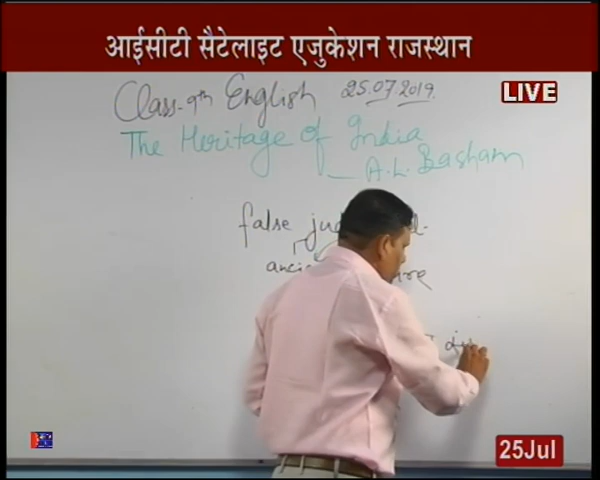 आईसीटी सैटेलाइट एजुकेशन राजस्थान
LIVE
Class-9th English 25.07.2019.
The Heritage of India
- A.L. Basham
false
25Jul